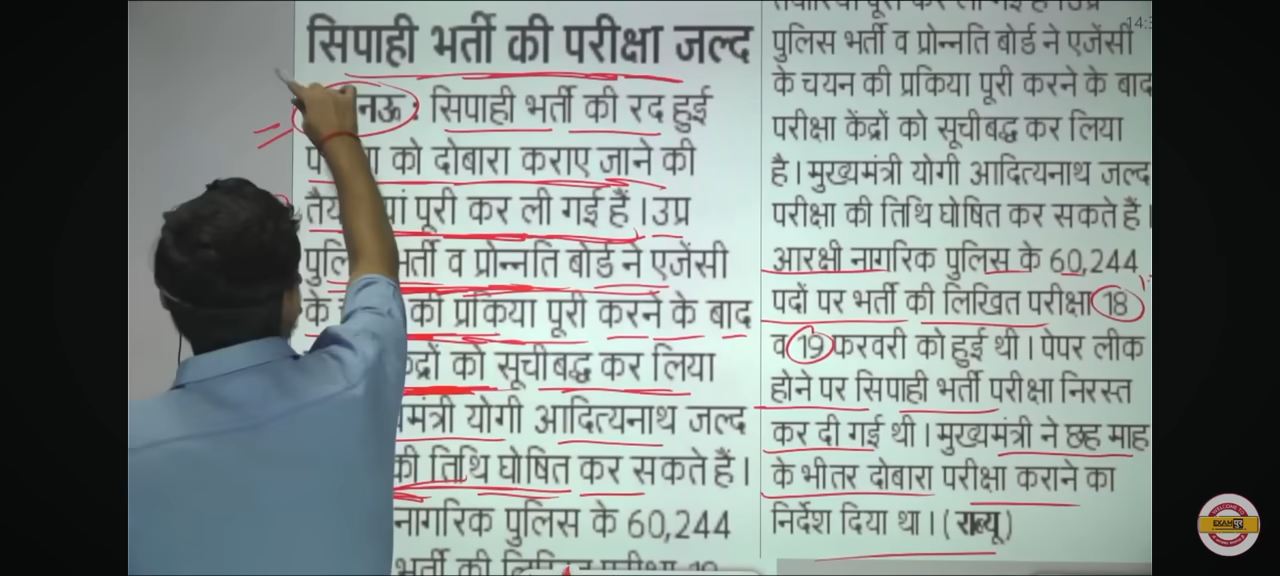 सिपाही भर्ती की परीक्षा जल्द
नऊ : सिपाही भर्ती की रद हुई
को दोबारा कराए जाने की
पूरी कर ली गई हैं । उप्र
भर्ती व प्रोन्नति बोर्ड ने एजेंसी
के की प्रकिया पूरी करने के बाद
को सूचीबद्ध कर लिया
योगी आदित्यनाथ जल्द
की तिथि घोषित कर सकते हैं ।
नागरिक पुलिस के 60,244
पुलिस भर्ती व प्रोन्नति बोर्ड ने एजेंसी
के चयन की प्रकिया पूरी करने के बाद
परीक्षा केंद्रों को सूचीबद्ध कर लिया
है । मुख्यमंत्री योगी आदित्यनाथ जल्द
परीक्षा की तिथि घोषित कर सकते हैं ।
आरक्षी नागरिक पुलिस के 60,244
पदों पर भर्ती की लिखित परीक्षा 18
व 19 फरवरी को हुई थी । पेपर लीक
होने पर सिपाही भर्ती परीक्षा निरस्त
कर दी गई थी । मुख्यमंत्री ने छह माह
के भीतर दोबारा परीक्षा कराने का
निर्देश दिया था । ( राब्यू )
EXAM पुर